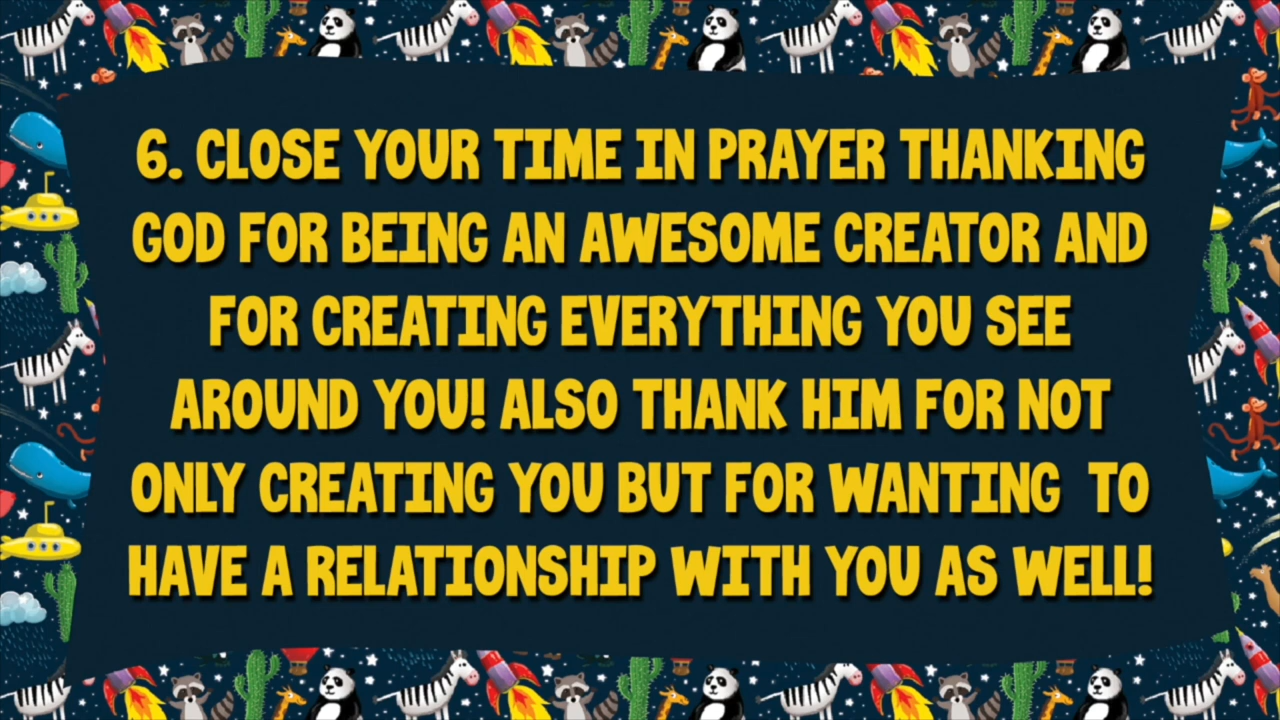 6. CLOSE YOUR TIME IN PRAYER THANKING
GOD FOR BEING AN AWESOME CREATOR AND
FOR CREATING EVERYTHING YOU SEE
AROUND YOU! ALSO THANK HIM FOR NOT
ONLY CREATING YOU BUT FOR WANTING  TO
HAVE A RELATIONSHIP WITH YOU AS WELL!